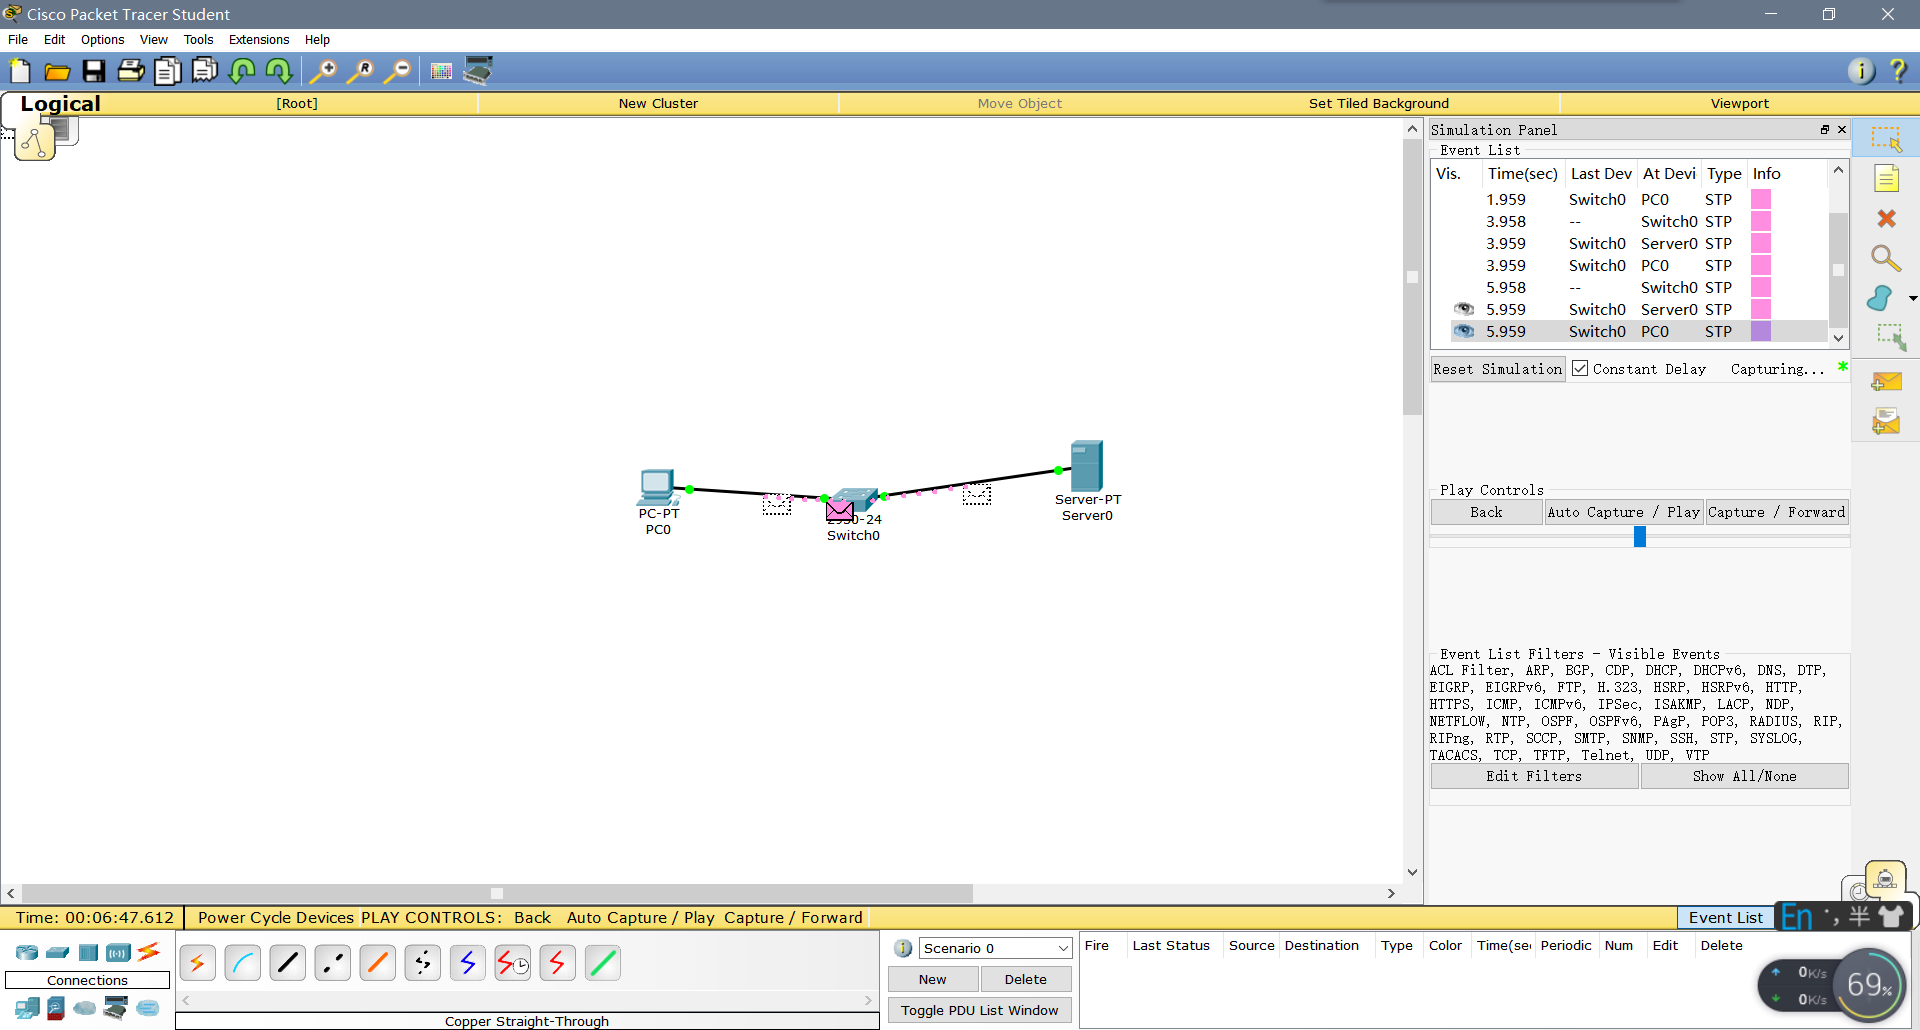 Cisco Packet Tracer Student
File Edit Options View Tools Extensions Help
Logical [Root] New Cluster Move Object Set Tiled Background Viewport
Simulation Panel
Event List
Vis. Time(sec) Last Dev At Devi Type Info
1.959 Switch0 PC0 STP
3.958 -- Switch0 STP
3.959 Switch0 Server0 STP
3.959 Switch0 PC0 STP
5.958 -- Switch0 STP
5.959 Switch0 Server0 STP
5.959 Switch0 PC0 STP
Reset Simulation Constant Delay Capturing... *
PC-PT
PC0
2950-24
Switch0
Server-PT
Server0
Play Controls
Back Auto Capture / Play Capture / Forward
Event List Filters - Visible Events
ACL Filter, ARP, BGP, CDP, DHCP, DHCPv6, DNS, DTP,
EIGRP, EIGRPv6, FTP, H.323, HSRP, HSRPv6, HTTP,
HTTPS, ICMP, ICMPv6, IPSec, ISAKMP, LACP, NDP,
NETFLOW, NTP, OSPF, OSPFv6, PAgP, POP3, RADIUS, RIP,
RIPng, RTP, SCCP, SMTP, SNMP, SSH, STP, SYSLOG,
TACACS, TCP, TFTP, Telnet, UDP, VTP
Edit Filters Show All/None
Time: 00:06:47.612 Power Cycle Devices PLAY CONTROLS: Back Auto Capture / Play Capture / Forward Event List En 半
Connections
Copper Straight-Through
Scenario 0
New Delete
Toggle PDU List Window
Fire Last Status Source Destination Type Color Time(se Periodic Num Edit Delete
0K/s
0K/s
69%